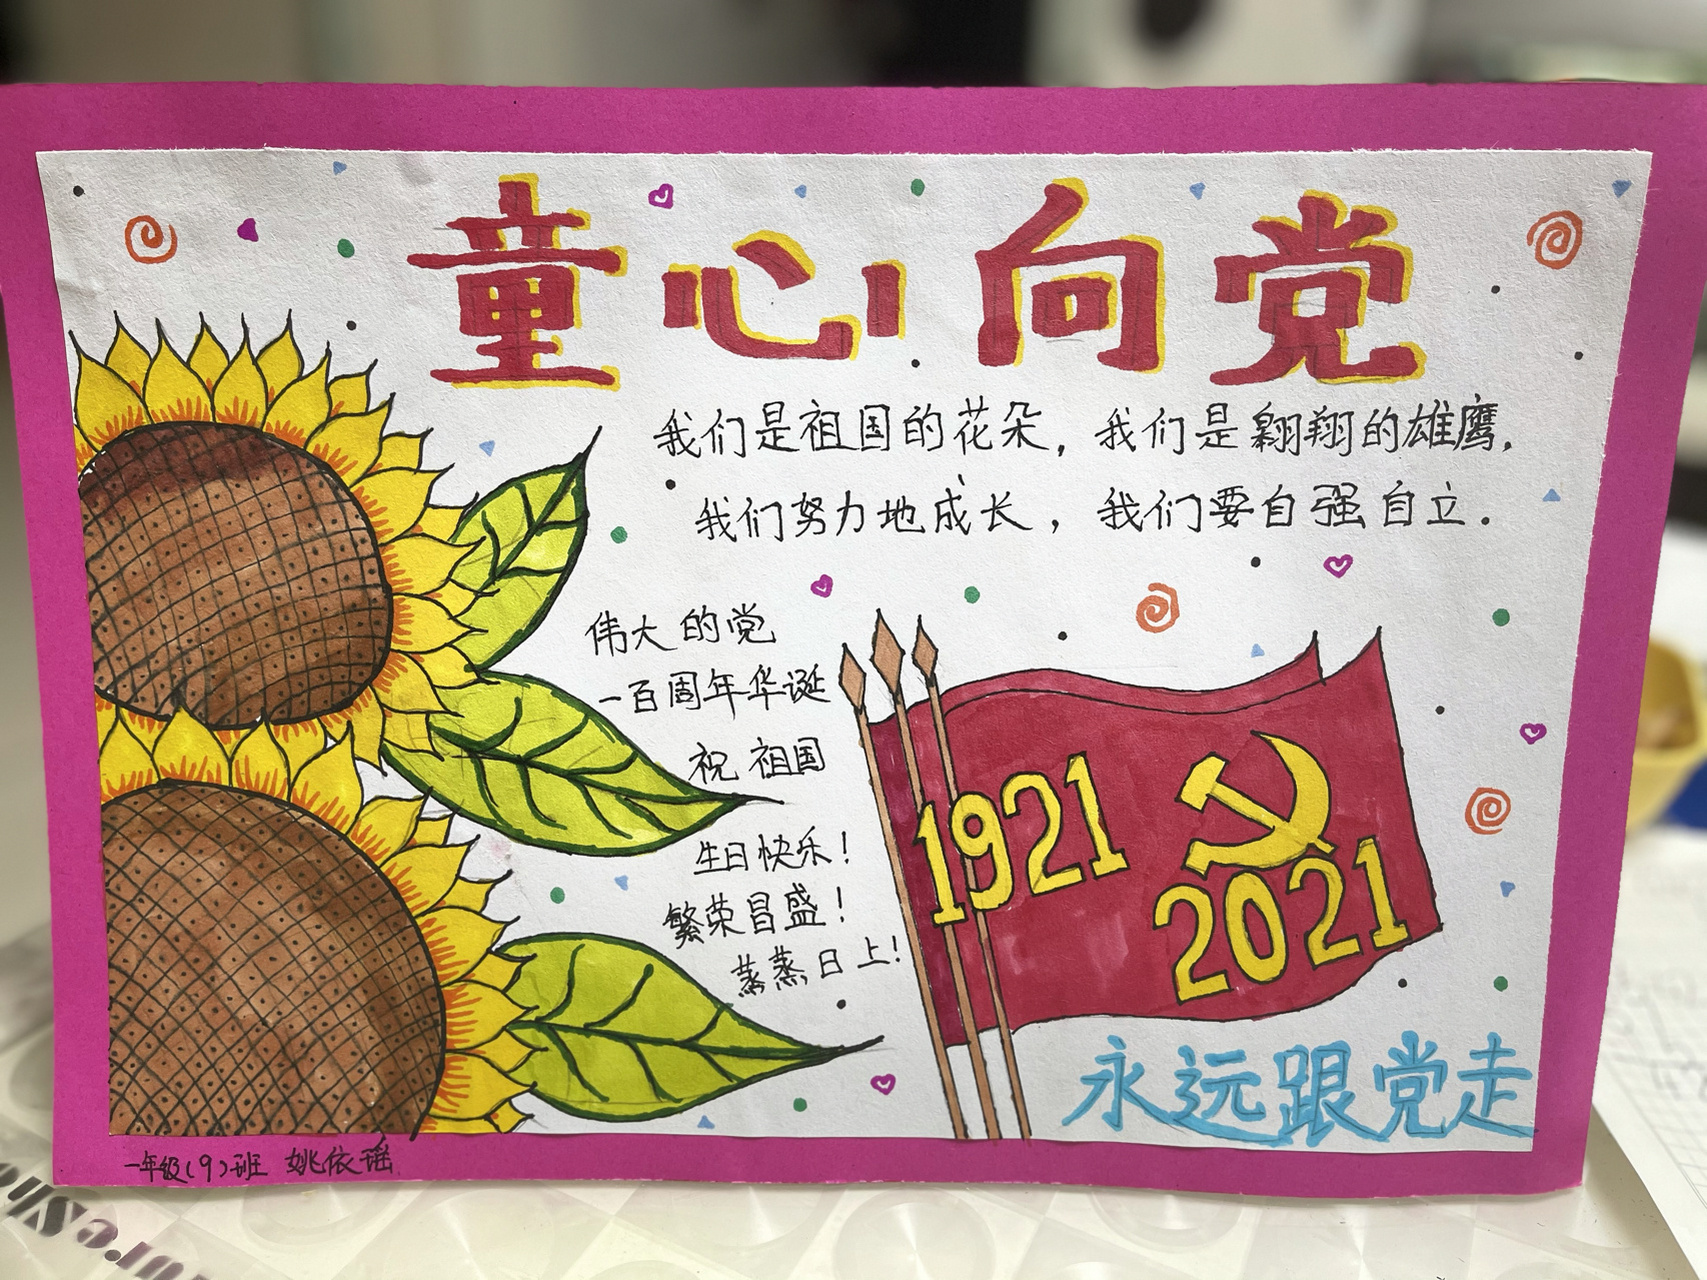 童心向党
我们是祖国的花朵，我们是翱翔的雄鹰，
我们努力地成长，我们要自强自立。
伟大的党
一百周年华诞
祝祖国
生日快乐！
繁荣昌盛！
蒸蒸日上！
1921
2021
永远跟党走
一年级(9)班 姚依瑶